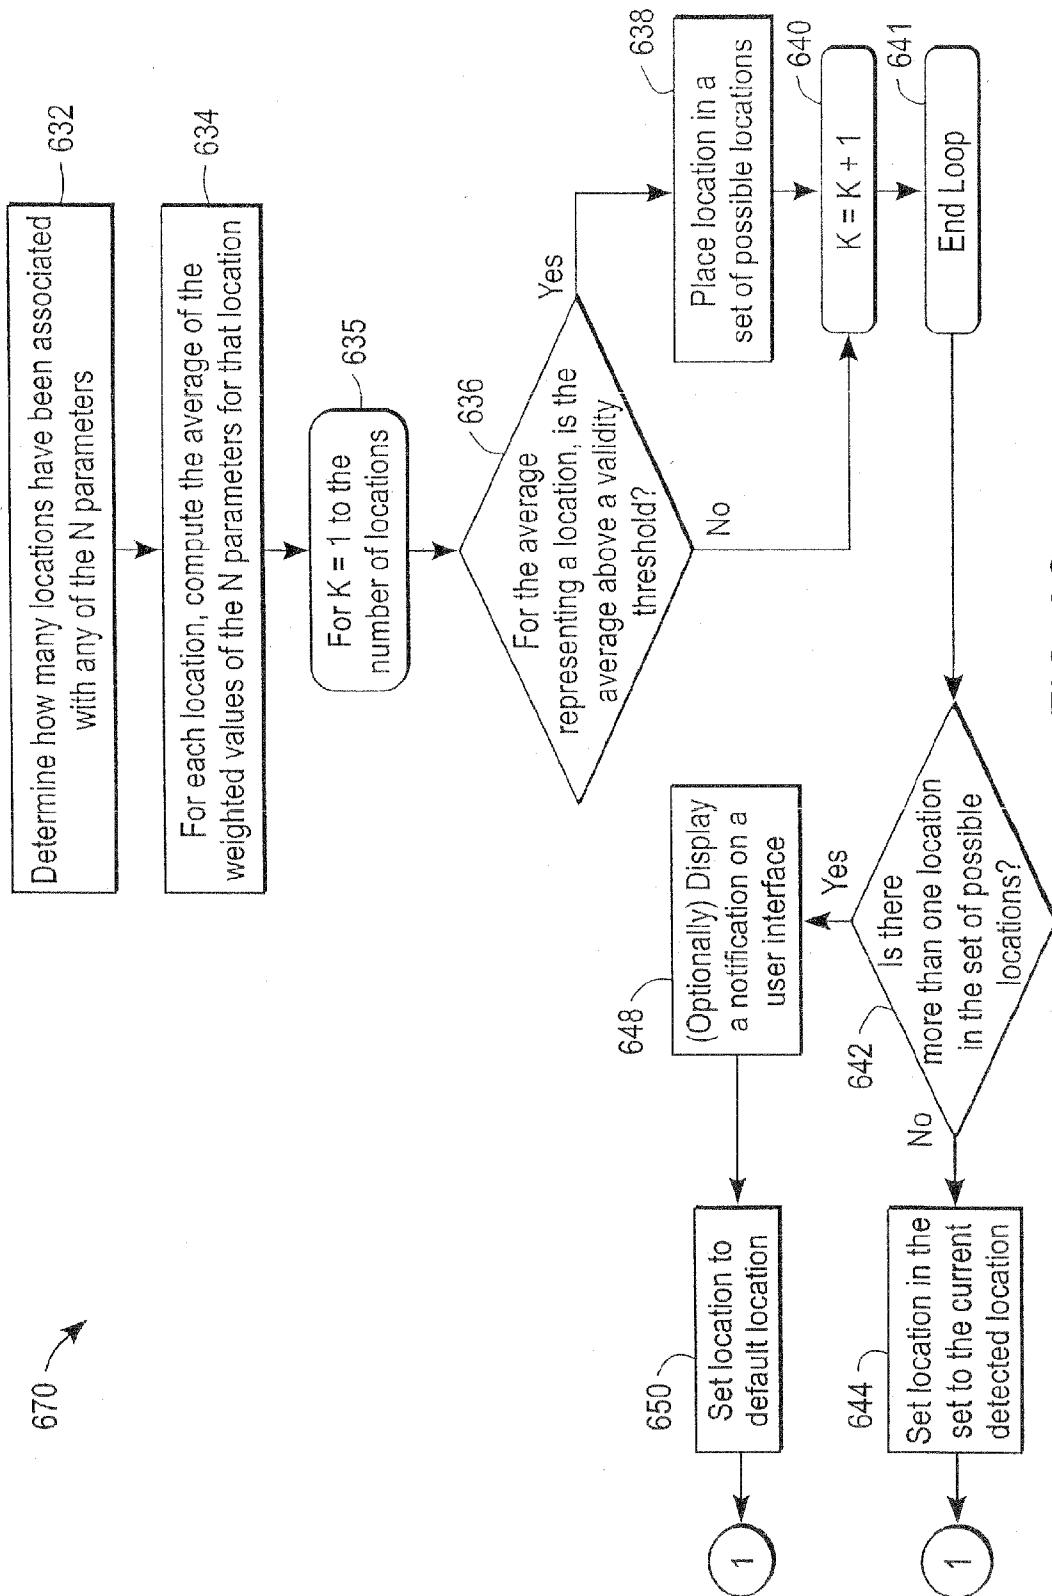 670
Determine how many locations have been associated
with any of the N parameters
632
For each location, compute the average of the
weighted values of the N parameters for that location
634
For K = 1 to the
number of locations
635
636
For the average
representing a location, is the
average above a validity
threshold?
Yes
No
638
Place location in a
set of possible locations
640
K = K + 1
641
End Loop
642
Is there
more than one location
in the set of possible
locations?
Yes
No
648
(Optionally) Display
a notification on a
user interface
650
Set location to
default location
1
644
Set location in the
set to the current
detected location
1